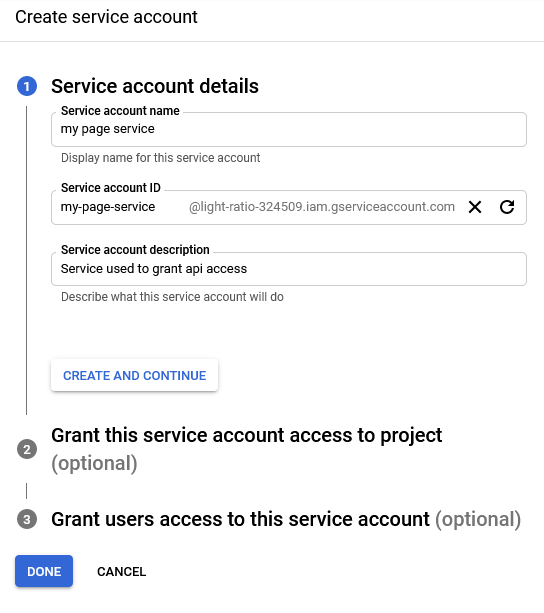 Create service account
1 Service account details
Service account name
my page service
Display name for this service account
Service account ID
my-page-service @light-ratio-324509.iam.gserviceaccount.com
Service account description
Service used to grant api access
Describe what this service account will do
CREATE AND CONTINUE
2 Grant this service account access to project
(optional)
3 Grant users access to this service account (optional)
DONE CANCEL